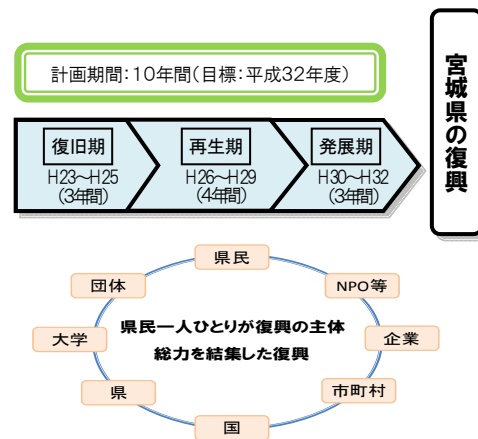 計画期間：10年間（目標：平成32年度）
宮城県の復興
復旧期
H23～H25
（3年間）
再生期
H26～H29
（4年間）
発展期
H30～H32
（3年間）
県民
団体
NPO等
県民一人ひとりが復興の主体
総力を結集した復興
大学
企業
県
市町村
国